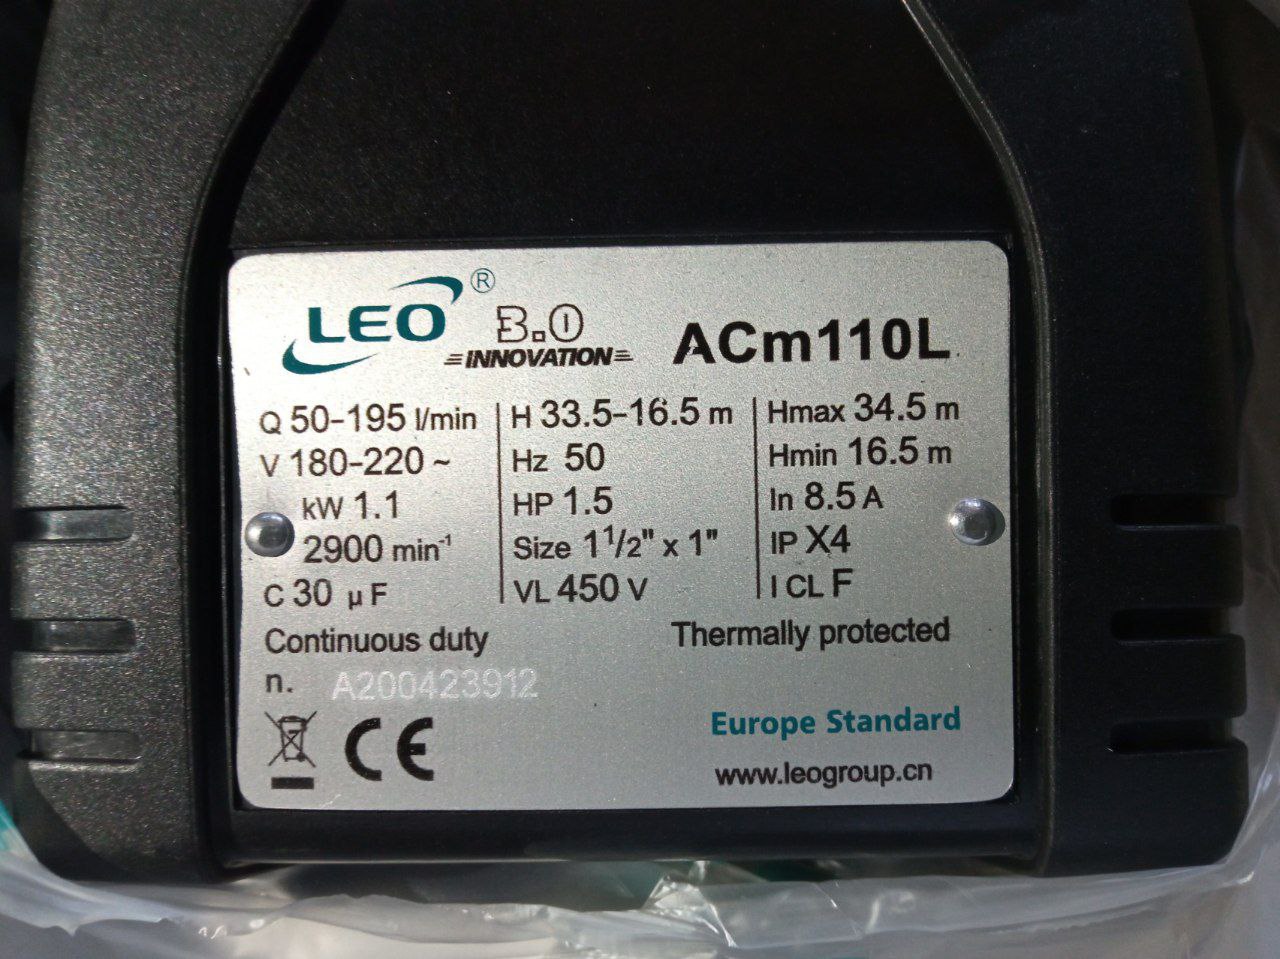 LEO ® 3.0 ACm110L
INNOVATION
Q 50-195 l/min H 33.5-16.5 m Hmax 34.5 m
V 180-220 ~ Hz 50 Hmin 16.5 m
kW 1.1 HP 1.5 In 8.5 A
2900 min⁻¹ Size 1¹/2" x 1" IP X4
C 30 µF VL 450 V I CL F
Continuous duty Thermally protected
n. A200423912
CE Europe Standard
www.leogroup.cn